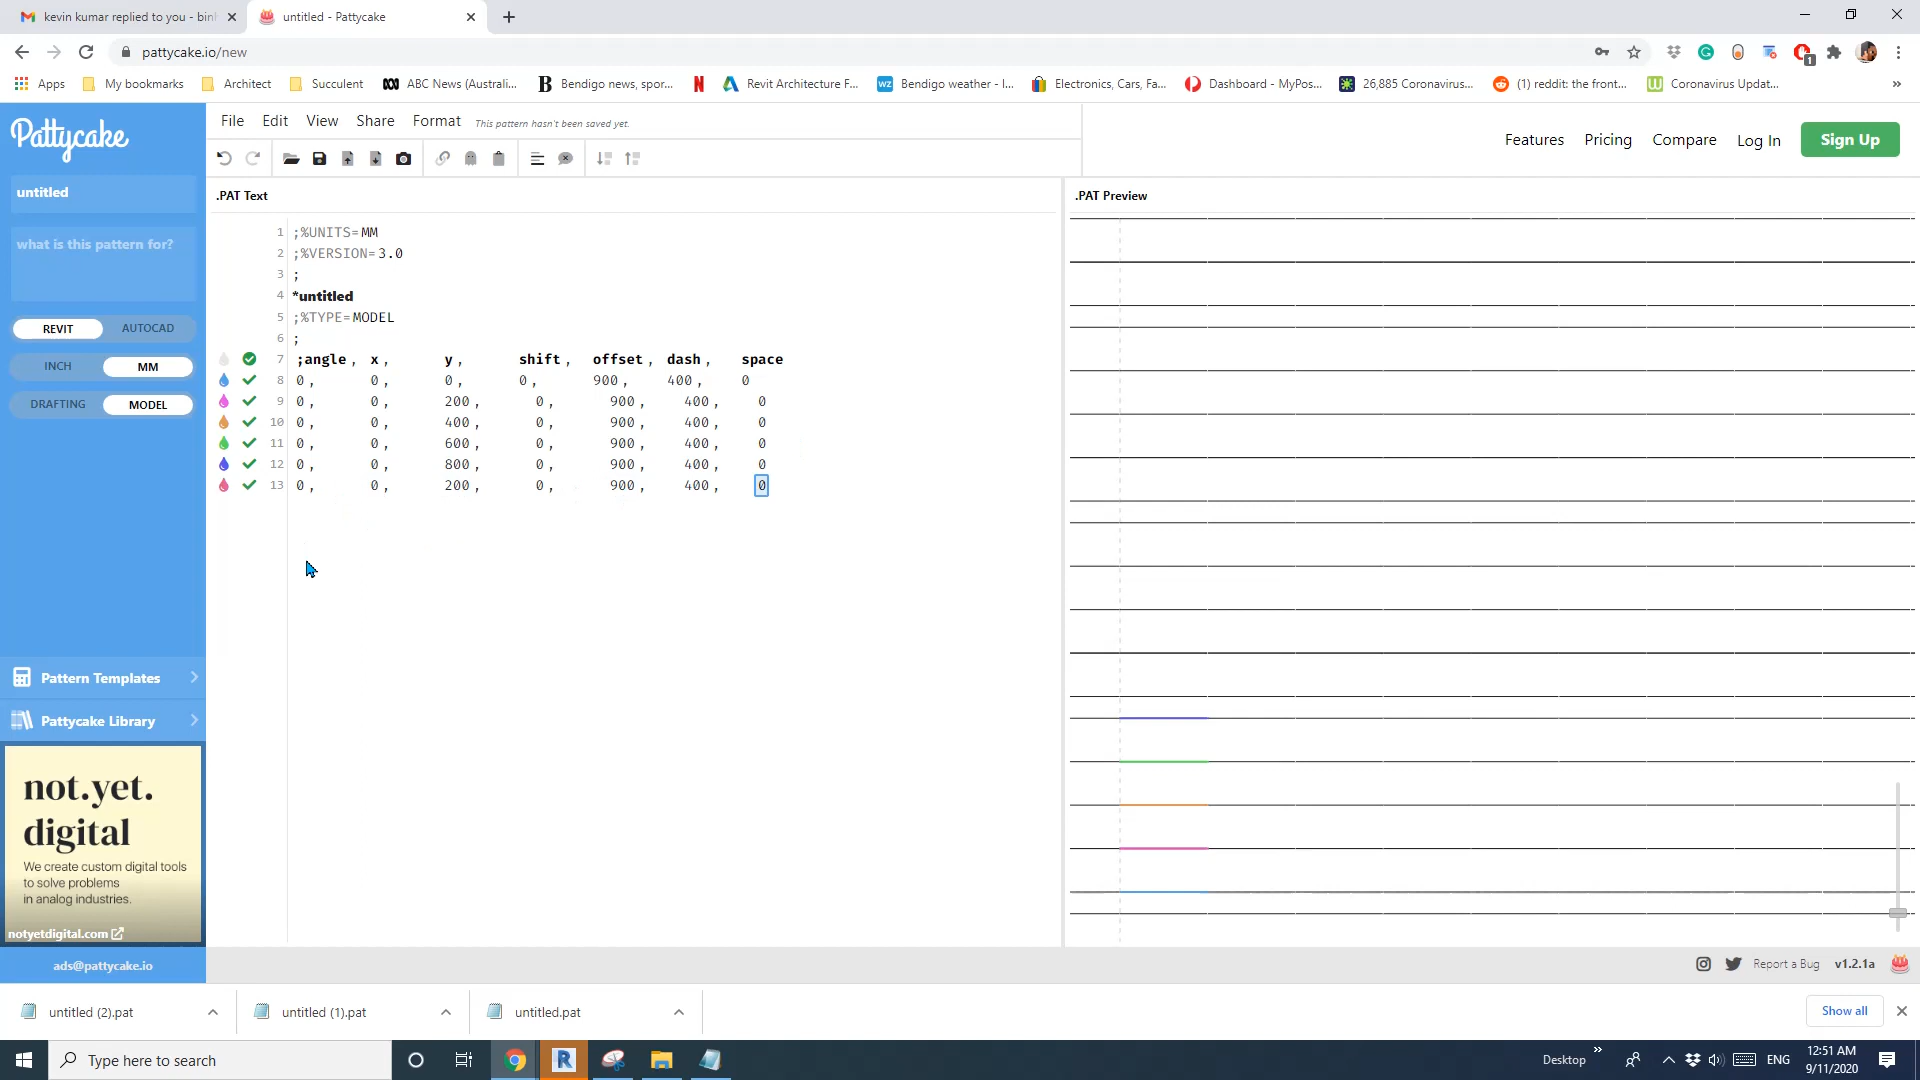 kevin kumar replied to you - binl
untitled - Pattycake
pattycake.io/new
Apps My bookmarks Architect Succulent ABC News (Australi... Bendigo news, spor... Revit Architecture F... Bendigo weather - I... Electronics, Cars, Fa... Dashboard - MyPos... 26,885 Coronavirus... (1) reddit: the front... Coronavirus Updat... »
Pattycake
File Edit View Share Format This pattern hasn't been saved yet.
Features Pricing Compare Log In Sign Up
untitled
what is this pattern for?
REVIT AUTOCAD
INCH MM
DRAFTING MODEL
.PAT Text
1 ;%UNITS=MM
2 ;%VERSION=3.0
3 ;
4 *untitled
5 ;%TYPE=MODEL
6 ;
7 ;angle, x, y, shift, offset, dash, space
8 0, 0, 0, 0, 900, 400, 0
9 0, 0, 200, 0, 900, 400, 0
10 0, 0, 400, 0, 900, 400, 0
11 0, 0, 600, 0, 900, 400, 0
12 0, 0, 800, 0, 900, 400, 0
13 0, 0, 200, 0, 900, 400, 0
.PAT Preview
Pattern Templates
Pattycake Library
not.yet.
digital
We create custom digital tools
to solve problems
in analog industries.
notyetdigital.com
ads@pattycake.io
Report a Bug v1.2.1a
untitled (2).pat untitled (1).pat untitled.pat Show all
Type here to search
Desktop » ENG
12:51 AM
9/11/2020